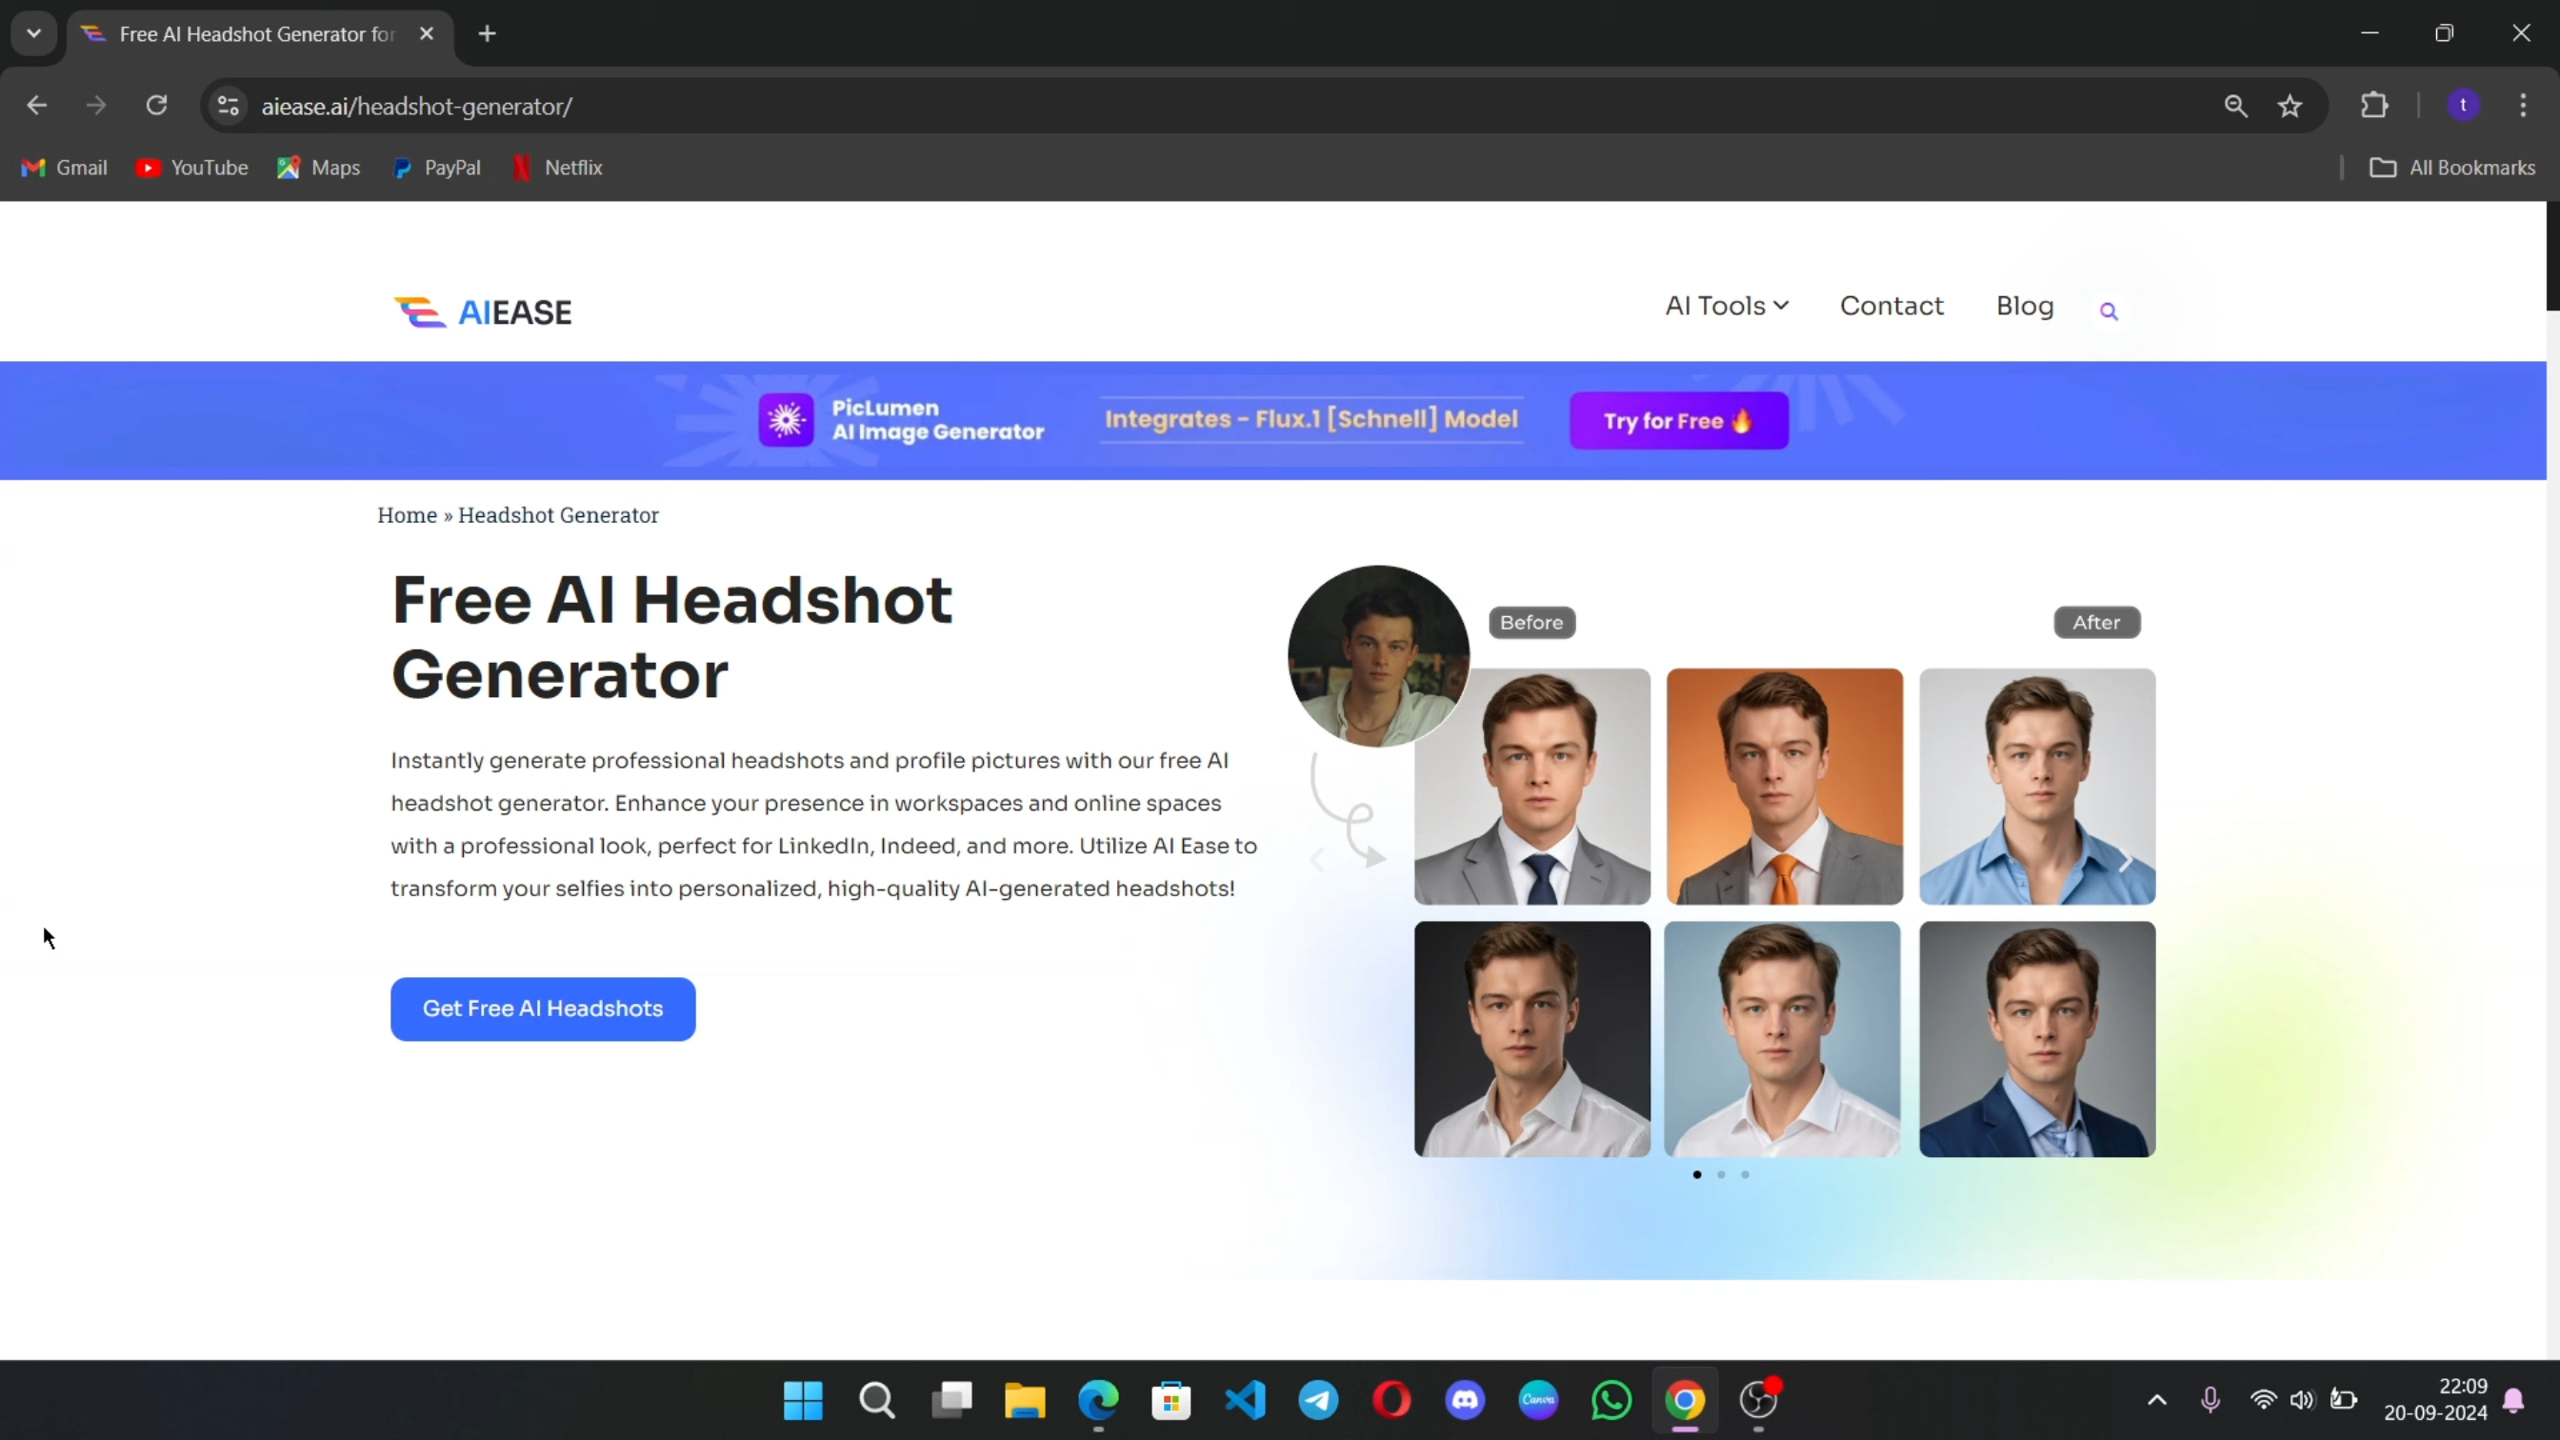 Free AI Headshot Generator for
aiease.ai/headshot-generator/
t
Gmail
YouTube
Maps
PayPal
Netflix
All Bookmarks
AIEASE
AI Tools
Contact
Blog
PicLumen
AI Image Generator
Integrates - Flux.1 [Schnell] Model
Try for Free
Home » Headshot Generator
Free AI Headshot
Generator
Instantly generate professional headshots and profile pictures with our free AI
headshot generator. Enhance your presence in workspaces and online spaces
with a professional look, perfect for LinkedIn, Indeed, and more. Utilize AI Ease to
transform your selfies into personalized, high-quality AI-generated headshots!
Get Free AI Headshots
Before
After
Canva
22:09
20-09-2024